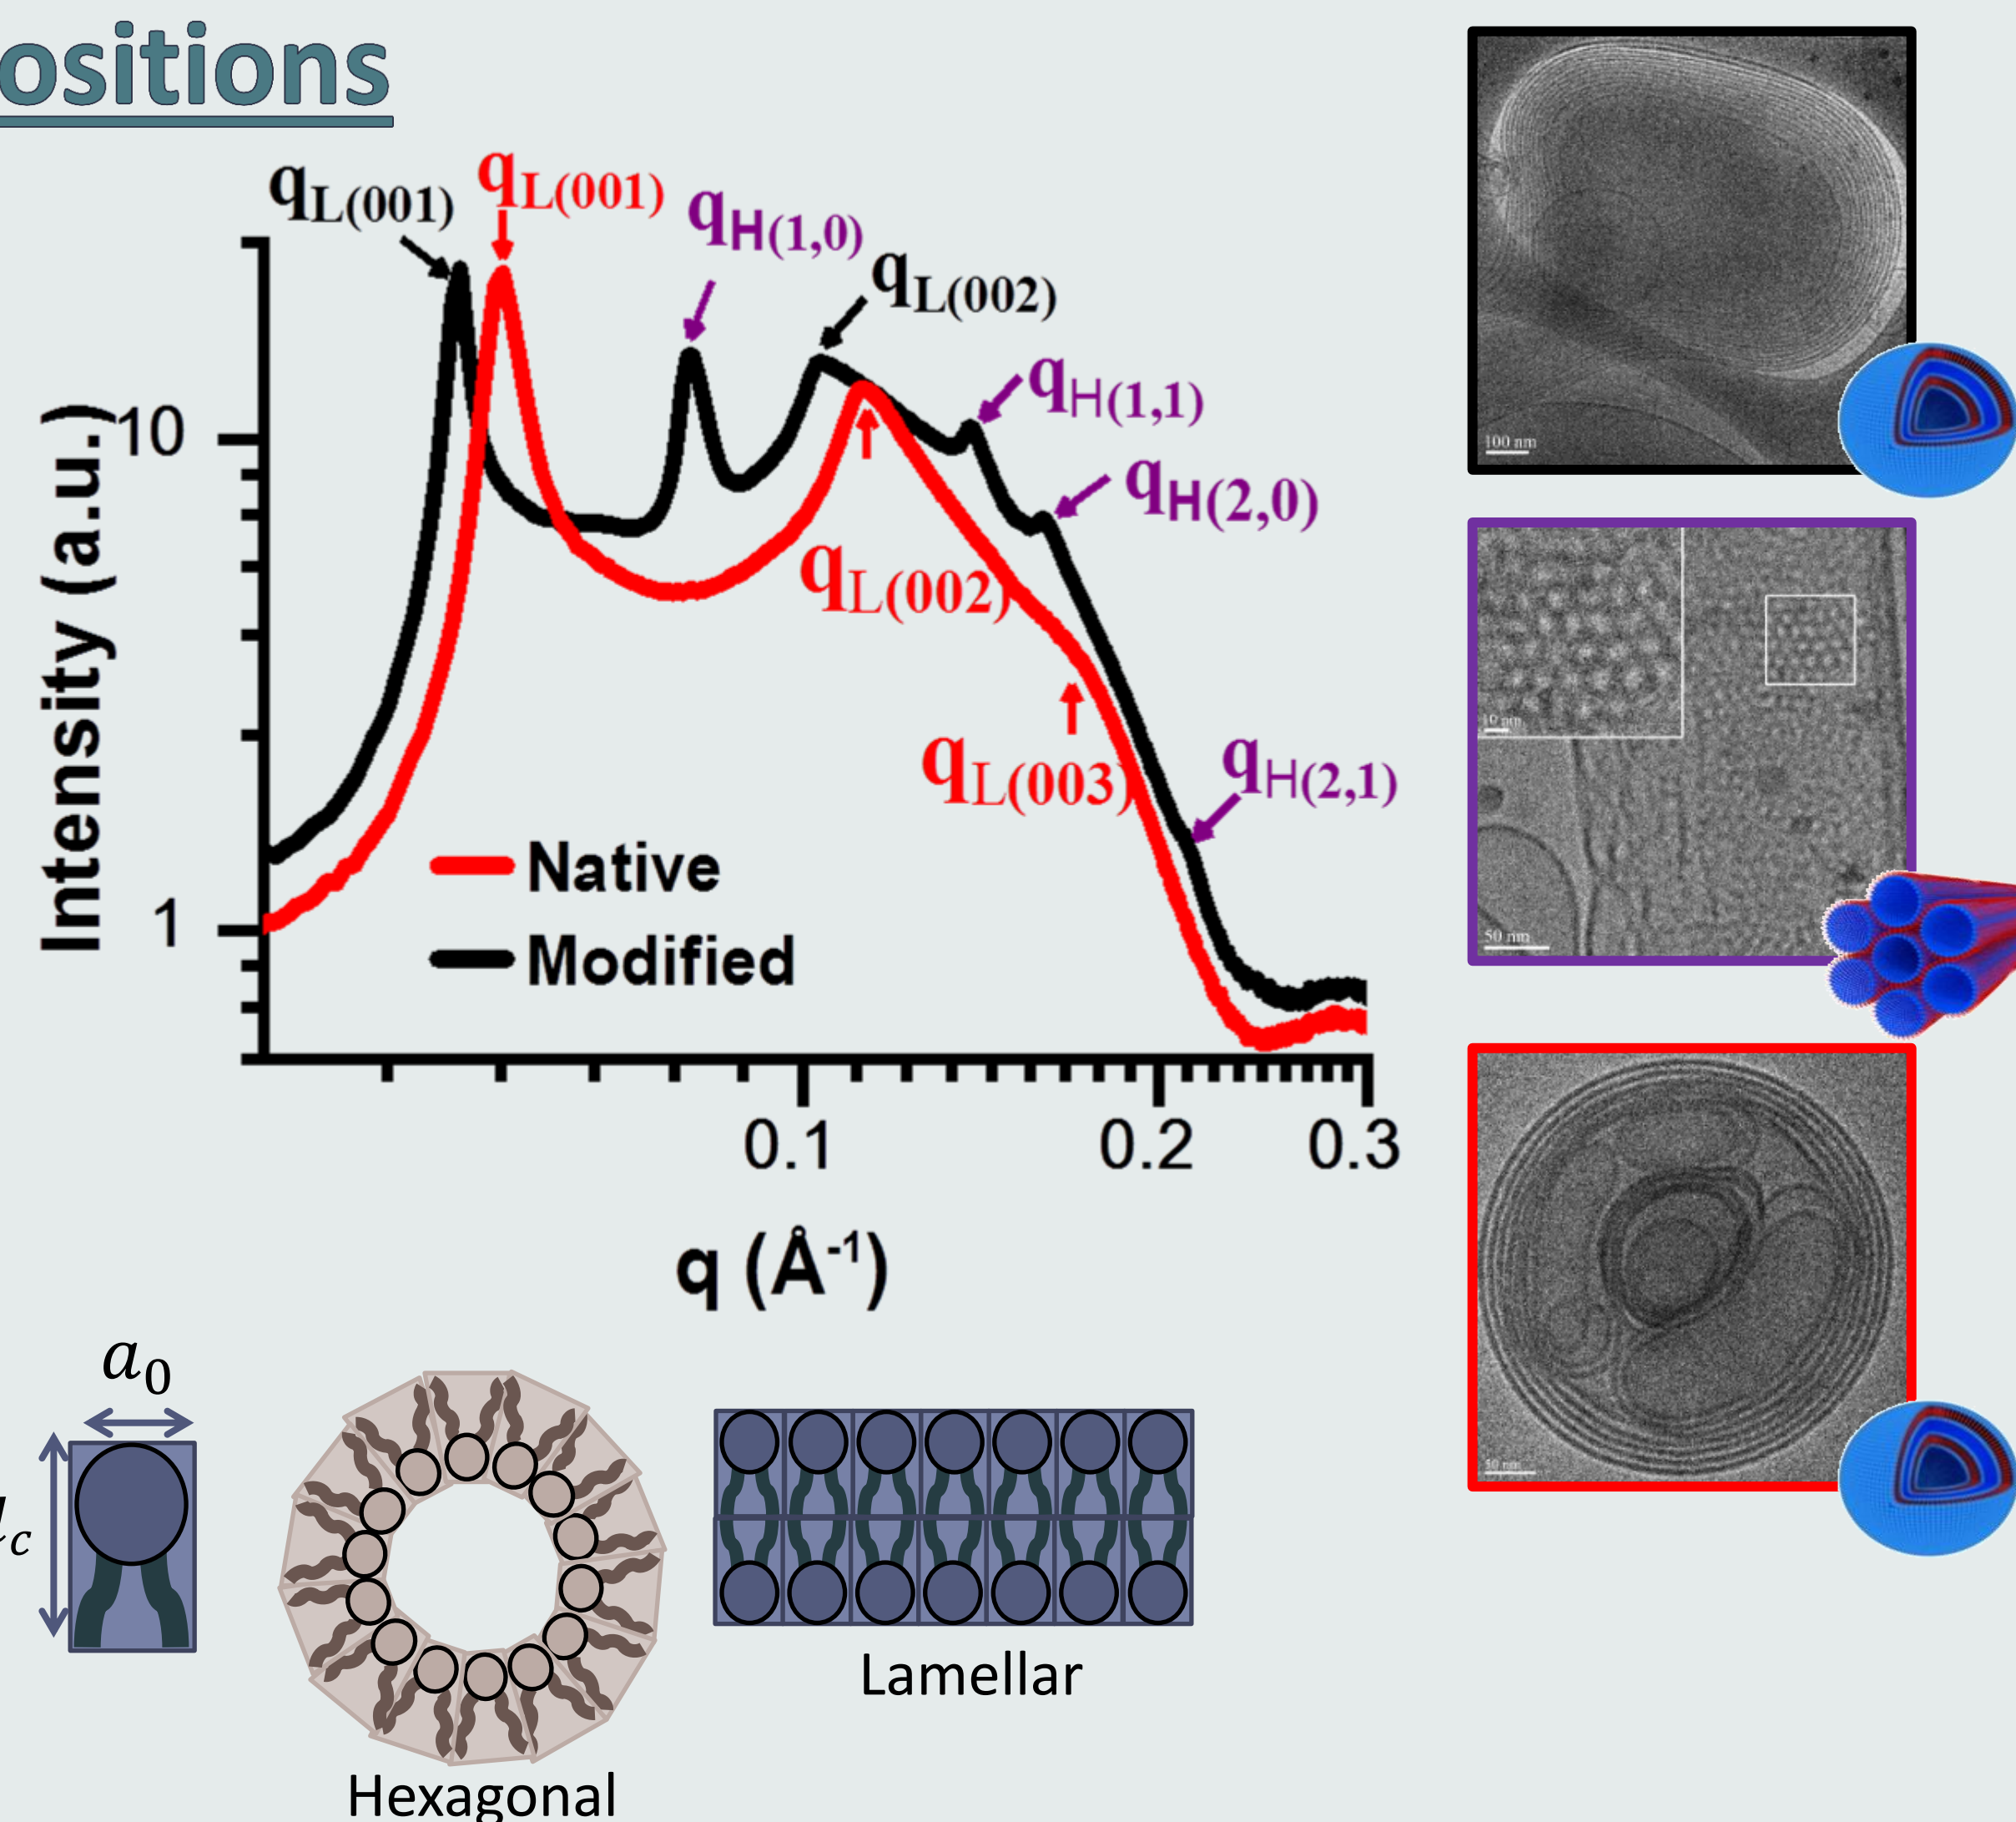 ositions
qL(001)
qL(001)
qH(1,0)
qL(002)
qH(1,1)
qH(2,0)
qL(002)
qL(003)
qH(2,1)
Intensity (a.u.)
10
1
Native
Modified
0.1
0.2
0.3
q (Å-1)
100 nm
10 nm
50 nm
50 nm
a0
lc
Hexagonal
Lamellar